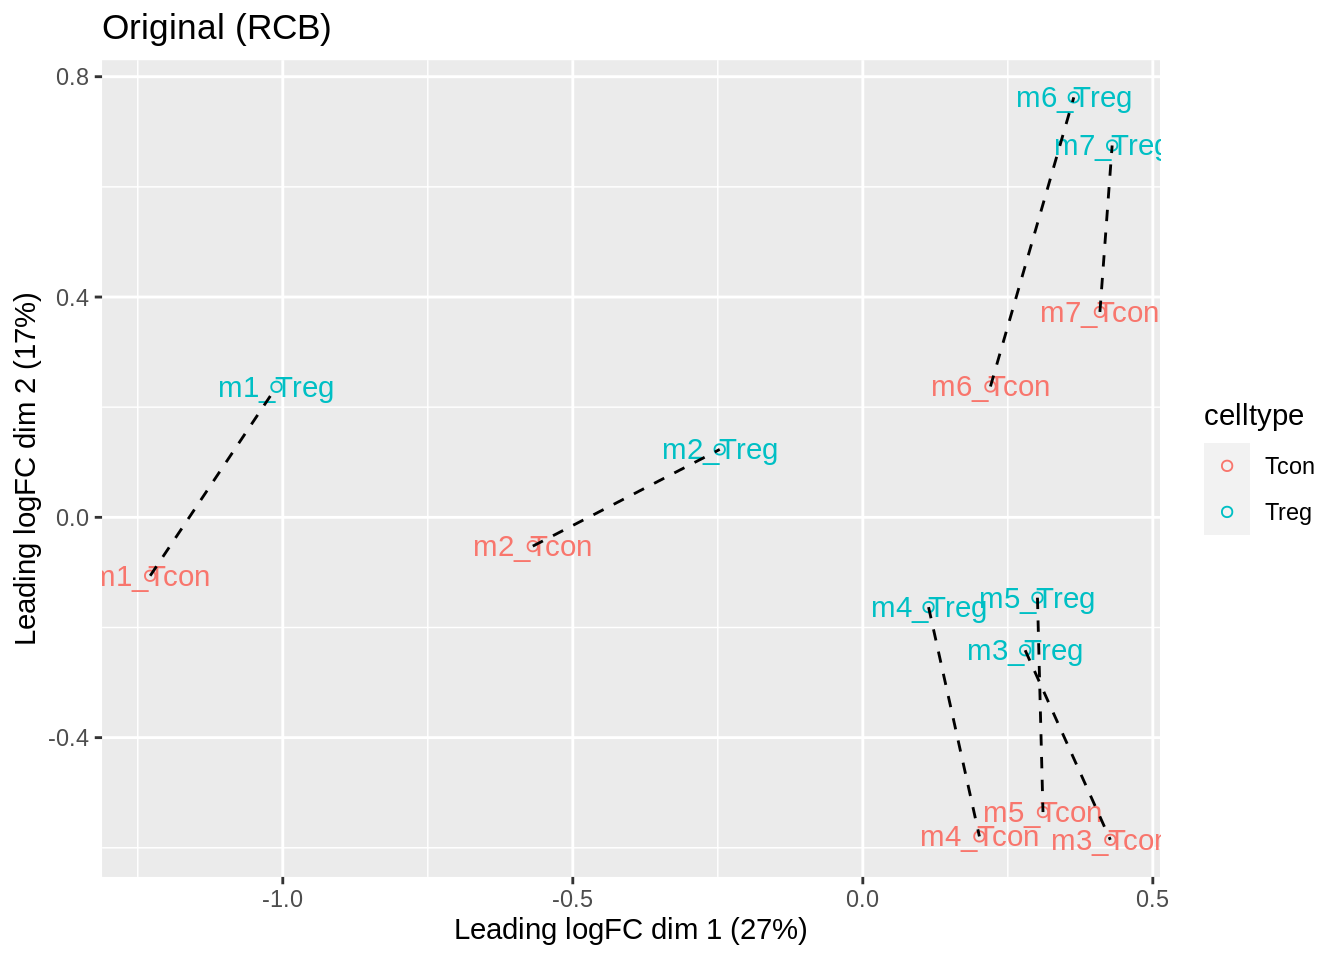 Original (RCB)
0.8
m6_Treg
m7_Treg
0.4
m7_Tcon
m6_Tcon
m1_Treg
m2_Treg
0.0
m2_Tcon
m1_Tcon
m4_Treg
m5_Treg
m3_Treg
-0.4
m5_Tcon
m4_Tcon
m3_Tcon
-1.0
-0.5
0.0
0.5
Leading logFC dim 1 (27%)
Leading logFC dim 2 (17%)
celltype
Tcon
Treg